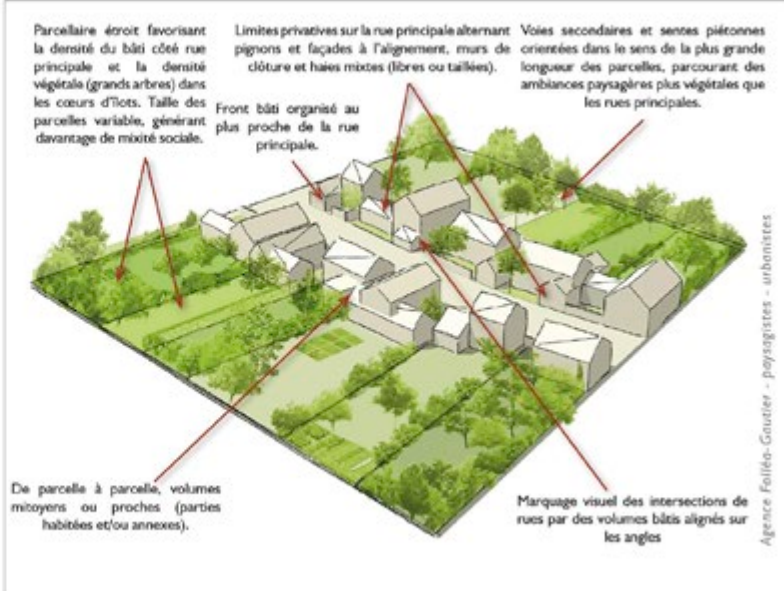 Parcellaire étroit favorisant
la densité du bâti côté rue
principale et la densité
végétale (grands arbres) dans
les cœurs d'îlots. Taille des
parcelles variable, générant
davantage de mixité sociale.
Limites privatives sur la rue principale alternant
pignons et façades à l'alignement, murs de
clôture et haies mixtes (libres ou taillées).
Voies secondaires et sentes piétonnes
orientées dans le sens de la plus grande
longueur des parcelles, parcourant des
ambiances paysagères plus végétales que
les rues principales.
Front bâti organisé au
plus proche de la rue
principale.
De parcelle à parcelle, volumes
mitoyens ou proches (parties
habitées et/ou annexes).
Marquage visuel des intersections de
rues par des volumes bâtis alignés sur
les angles
Agence Folléa-Gautier - paysagistes - urbanistes